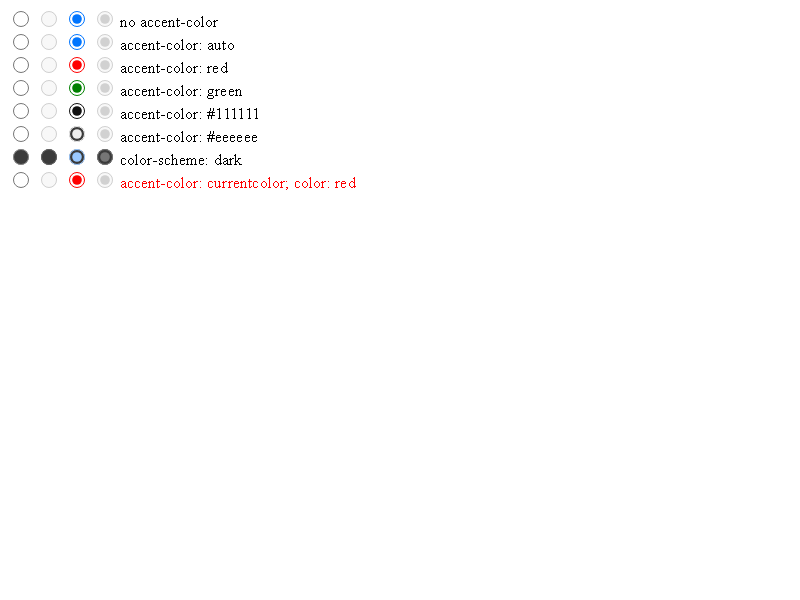 no accent-color
accent-color: auto
accent-color: red
accent-color: green
accent-color: #111111
accent-color: #eeeeee
color-scheme: dark
accent-color: currentcolor; color: red